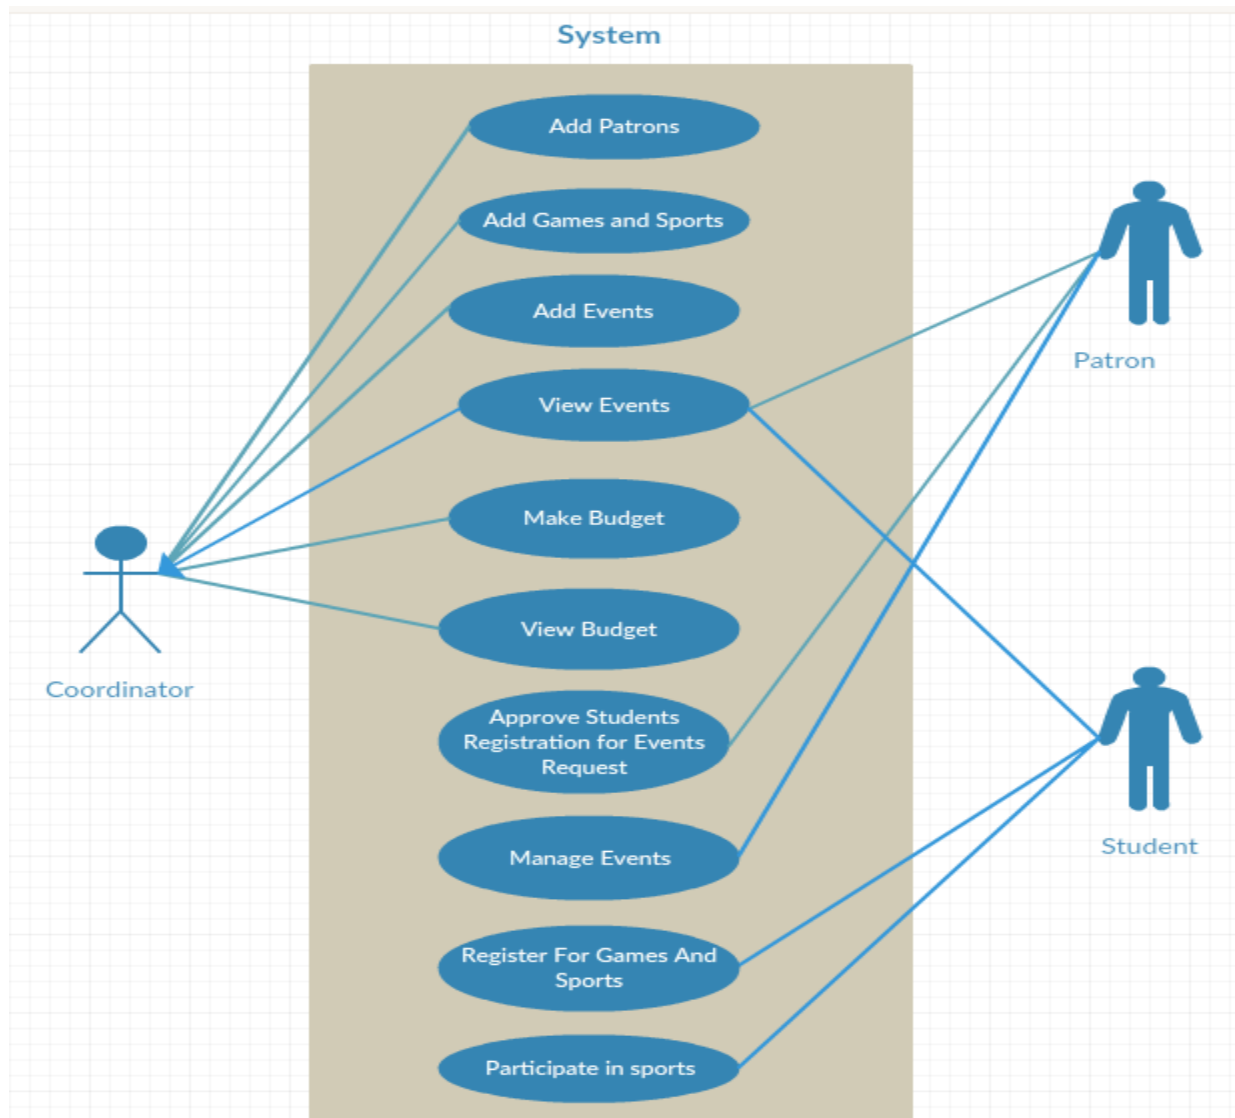 System
Add Patrons
Add Games and Sports
Add Events
View Events
Patron
Make Budget
View Budget
Coordinator
Approve Students
Registration for Events
Request
Manage Events
Student
Register For Games And
Sports
Participate in sports